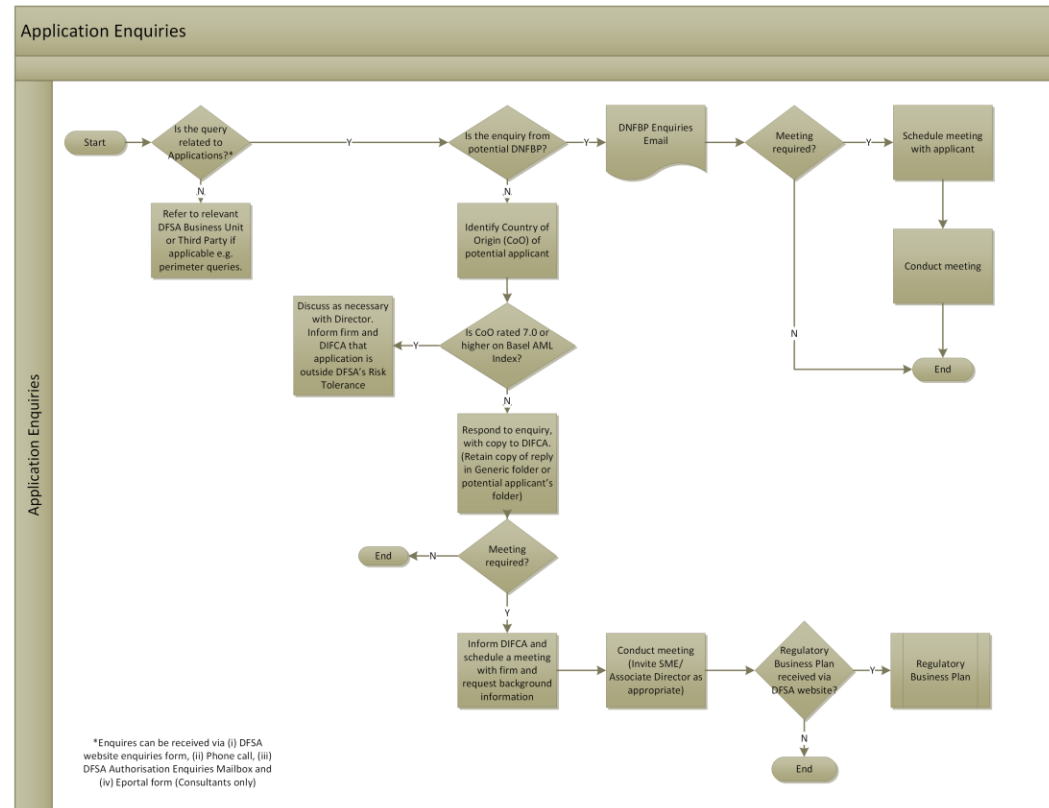 Application Enquiries
Application Enquiries
Start
Is the query
related to
Applications?*
Y
Is the enquiry from
potential DNFBP?
Y
DNFBP Enquiries
Email
Meeting
required?
Y
Schedule meeting
with applicant
N
Refer to relevant
DFSA Business Unit
or Third Party if
applicable e.g.
perimeter queries.
N
Identify Country of
Origin (CoO) of
potential applicant
Conduct meeting
N
End
Discuss as necessary
with Director.
Inform firm and
DIFCA that
application is
outside DFSA's Risk
Tolerance
Y
Is CoO rated 7.0 or
higher on Basel AML
Index?
N
Respond to enquiry,
with copy to DIFCA.
(Retain copy of reply
in Generic folder or
potential applicant's
folder)
End
N
Meeting
required?
Y
Inform DIFCA and
schedule a meeting
with firm and
request background
information
Conduct meeting
(Invite SME/
Associate Director as
appropriate)
Regulatory
Business Plan
received via
DFSA website?
Y
Regulatory
Business Plan
N
End
*Enquires can be received via (i) DFSA
website enquiries form, (ii) Phone call, (iii)
DFSA Authorisation Enquiries Mailbox and
(iv) Eportal form (Consultants only)